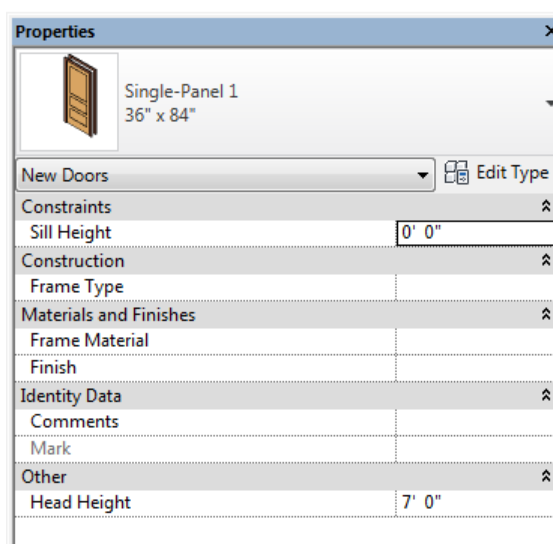 Properties
Single-Panel 1
36" x 84"
New Doors
Edit Type
Constraints
Sill Height 0' 0"
Construction
Frame Type
Materials and Finishes
Frame Material
Finish
Identity Data
Comments
Mark
Other
Head Height 7' 0"